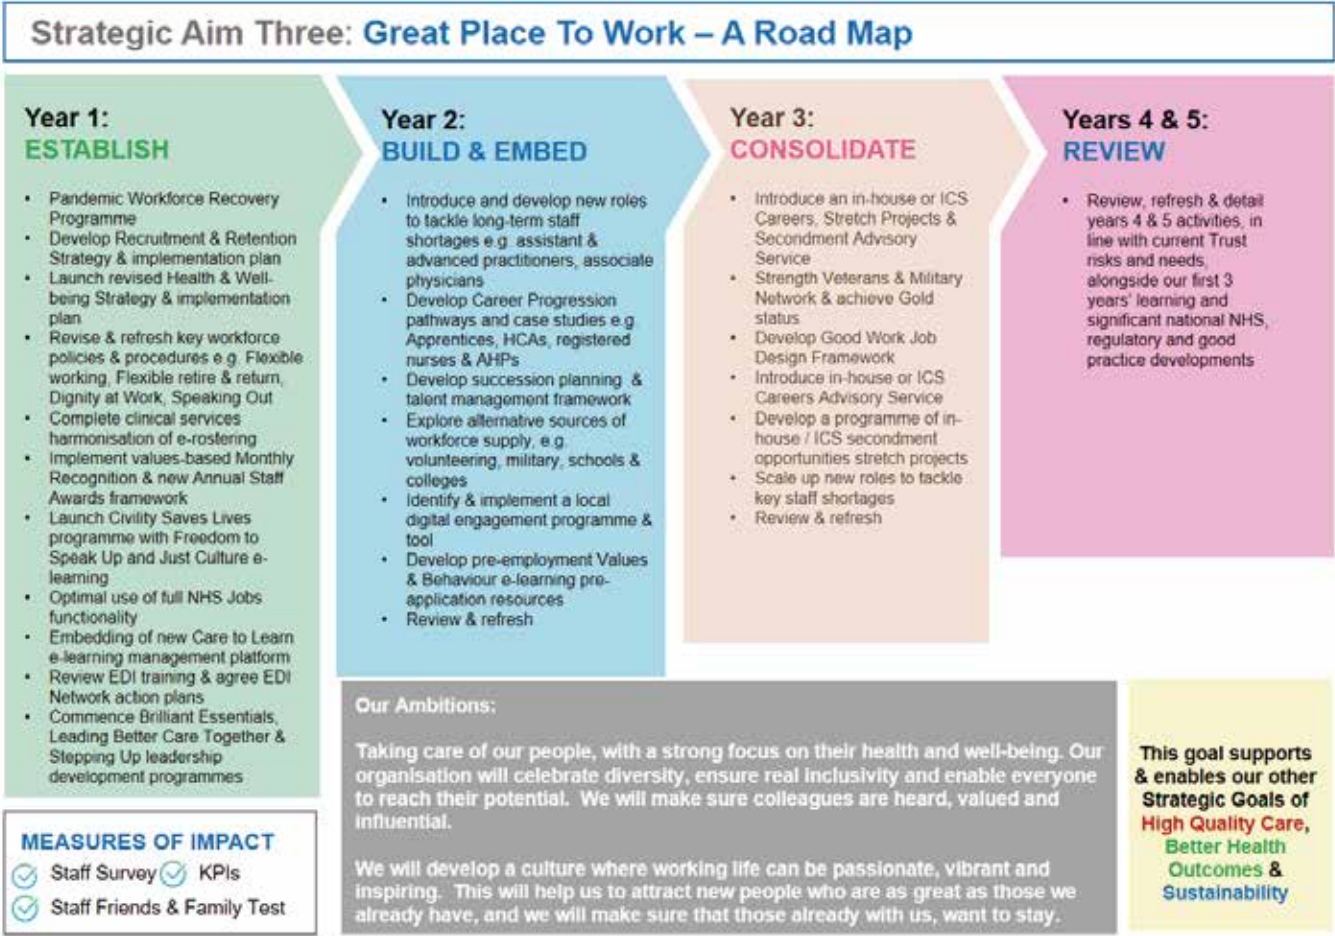 Strategic Aim Three: Great Place To Work – A Road Map
Year 1:
ESTABLISH
• Pandemic Workforce Recovery
Programme
• Develop Recruitment & Retention
Strategy & implementation plan
• Launch revised Health & Well-
being Strategy & implementation
plan
• Revise & refresh key workforce
policies & procedures e.g. Flexible
working, Flexible retire & return,
Dignity at Work, Speaking Out
• Complete clinical services
harmonisation of e-rostering
• Implement values-based Monthly
Recognition & new Annual Staff
Awards framework
• Launch Civility Saves Lives
programme with Freedom to
Speak Up and Just Culture e-
learning
• Optimal use of full NHS Jobs
functionality
• Embedding of new Care to Learn
e-learning management platform
• Review EDI training & agree EDI
Network action plans
• Commence Brilliant Essentials,
Leading Better Care Together &
Stepping Up leadership
development programmes
Year 2:
BUILD & EMBED
• Introduce and develop new roles
to tackle long-term staff
shortages e.g. assistant &
advanced practitioners, associate
physicians
• Develop Career Progression
pathways and case studies e.g.
Apprentices, HCAs, registered
nurses & AHPs
• Develop succession planning &
talent management framework
• Explore alternative sources of
workforce supply, e.g.
volunteering, military, schools &
colleges
• Identify & implement a local
digital engagement programme &
tool
• Develop pre-employment Values
& Behaviour e-learning pre-
application resources
• Review & refresh
Year 3:
CONSOLIDATE
• Introduce an in-house or ICS
Careers, Stretch Projects &
Secondment Advisory
Service
• Strength Veterans & Military
Network & achieve Gold
status
• Develop Good Work Job
Design Framework
• Introduce in-house or ICS
Careers Advisory Service
• Develop a programme of in-
house / ICS secondment
opportunities stretch projects
• Scale up new roles to tackle
key staff shortages
• Review & refresh
Years 4 & 5:
REVIEW
• Review, refresh & detail
years 4 & 5 activities, in
line with current Trust
risks and needs,
alongside our first 3
years' learning and
significant national NHS,
regulatory and good
practice developments
MEASURES OF IMPACT
Staff Survey KPIs
Staff Friends & Family Test
Our Ambitions:
Taking care of our people, with a strong focus on their health and well-being. Our
organisation will celebrate diversity, ensure real inclusivity and enable everyone
to reach their potential. We will make sure colleagues are heard, valued and
influential.
We will develop a culture where working life can be passionate, vibrant and
inspiring. This will help us to attract new people who are as great as those we
already have, and we will make sure that those already with us, want to stay.
This goal supports
& enables our other
Strategic Goals of
High Quality Care,
Better Health
Outcomes &
Sustainability